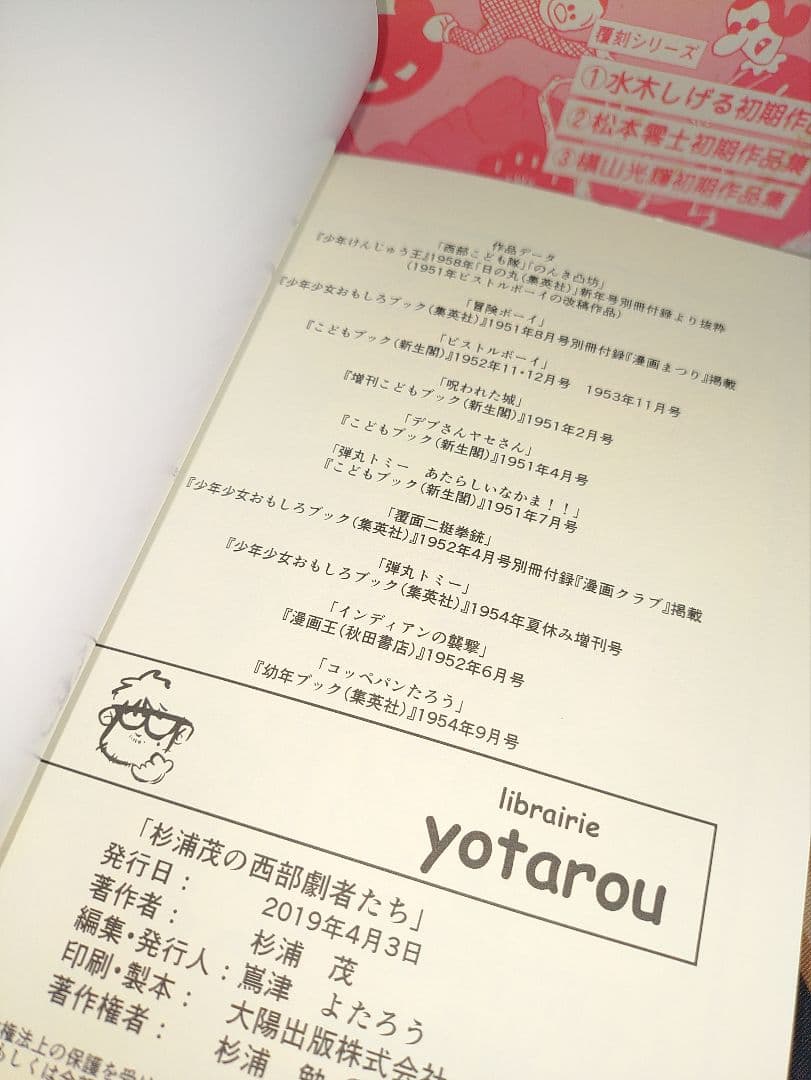 覆刻シリーズ
①水木しげる初期作
②松本零士初期作品集
③横山光輝初期作品集
作品データ
「西部こども隊」「のんき凸坊」
『少年けんじゅう王』1958年「日の丸(集英社)」新年号別冊付録より抜粋
(1951年ピストルボーイの改稿作品)
「冒険ボーイ」
『少年少女おもしろブック(集英社)』1951年8月号別冊付録『漫画まつり』掲載
「ピストルボーイ」
『こどもブック(新生閣)』1952年11・12月号　1953年11月号
「呪われた城」
『増刊こどもブック(新生閣)』1951年2月号
「デブさんヤセさん」
『こどもブック(新生閣)』1951年4月号
「弾丸トミー　あたらしいなかま！！」
『こどもブック(新生閣)』1951年7月号
「覆面二挺拳銃」
『少年少女おもしろブック(集英社)』1952年4月号別冊付録『漫画クラブ』掲載
「弾丸トミー」
『少年少女おもしろブック(集英社)』1954年夏休み増刊号
「インディアンの襲撃」
『漫画王(秋田書店)』1952年6月号
「コッペパンたろう」
『幼年ブック(集英社)』1954年9月号
librairie
yotarou
「杉浦茂の西部劇者たち」
発行日：　2019年4月3日
著作者：　杉浦　茂
編集・発行人：嶌津　よたろう
印刷・製本：　大陽出版株式会社
著作権者：　杉浦　勉
権法上の保護を受け
もしくは全部